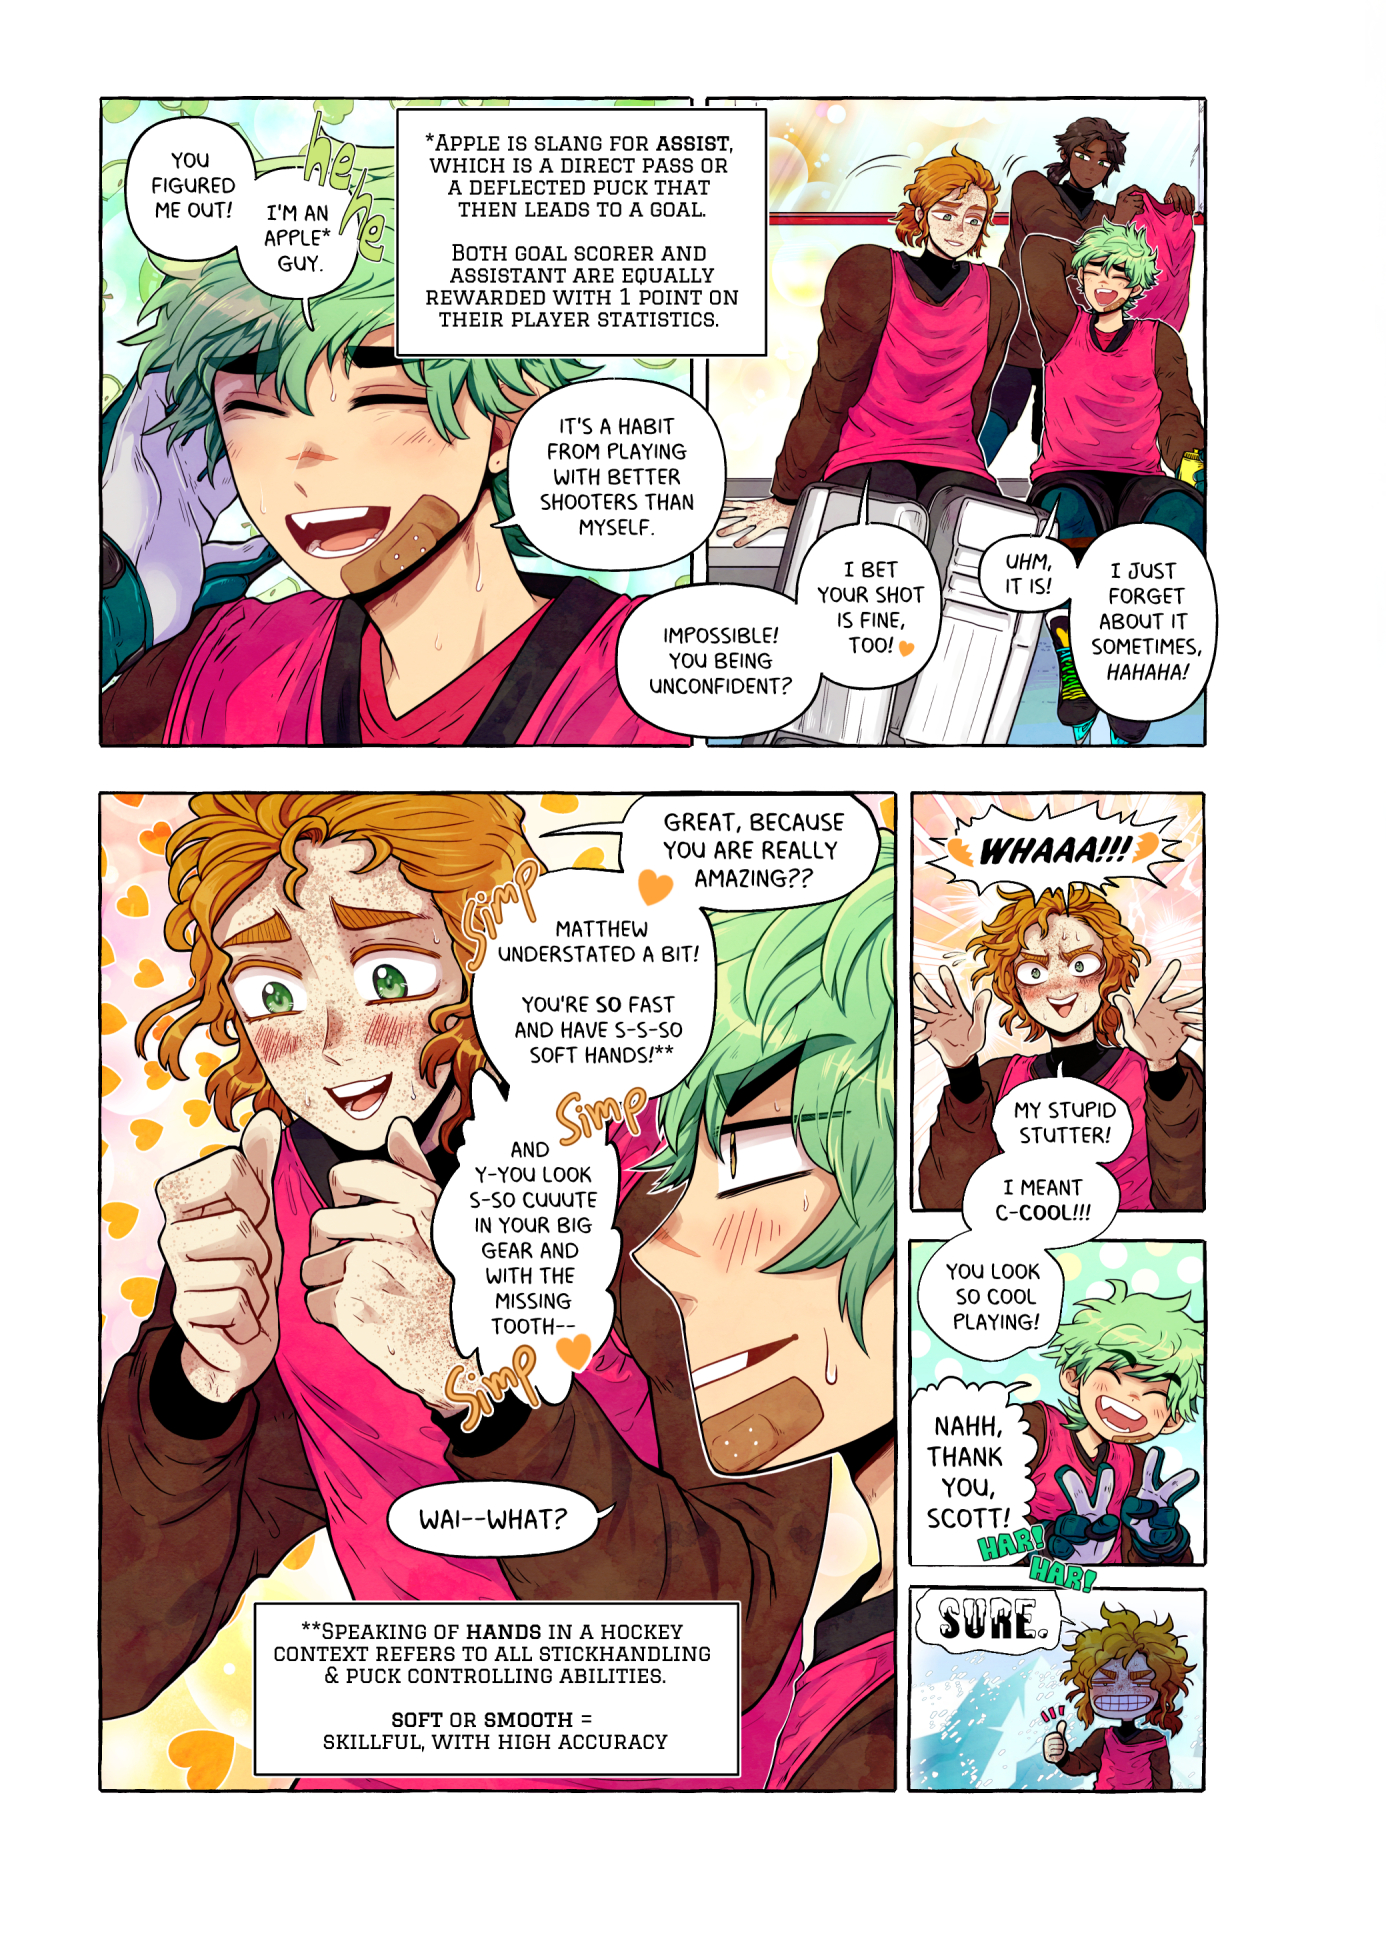 YOU
FIGURED
ME OUT!
I'M AN
APPLE*
GUY.
hehe
he
*APPLE IS SLANG FOR ASSIST,
WHICH IS A DIRECT PASS OR
A DEFLECTED PUCK THAT
THEN LEADS TO A GOAL.
BOTH GOAL SCORER AND
ASSISTANT ARE EQUALLY
REWARDED WITH 1 POINT ON
THEIR PLAYER STATISTICS.
IT'S A HABIT
FROM PLAYING
WITH BETTER
SHOOTERS THAN
MYSELF.
IMPOSSIBLE!
YOU BEING
UNCONFIDENT?
I BET
YOUR SHOT
IS FINE,
TOO!
UHM,
IT IS!
I JUST
FORGET
ABOUT IT
SOMETIMES,
HAHAHA!
GREAT, BECAUSE
YOU ARE REALLY
AMAZING??
Simp
MATTHEW
UNDERSTATED A BIT!
YOU'RE SO FAST
AND HAVE S-S-SO
SOFT HANDS!**
Simp
AND
Y-YOU LOOK
S-SO CUUUTE
IN YOUR BIG
GEAR AND
WITH THE
MISSING
TOOTH--
Simp
WAI--WHAT?
**SPEAKING OF HANDS IN A HOCKEY
CONTEXT REFERS TO ALL STICKHANDLING
& PUCK CONTROLLING ABILITIES.
SOFT OR SMOOTH =
SKILLFUL, WITH HIGH ACCURACY
WHAAA!!!
MY STUPID
STUTTER!
I MEANT
C-COOL!!!
YOU LOOK
SO COOL
PLAYING!
NAHH,
THANK
YOU,
SCOTT!
HAR!
HAR!
SURE.